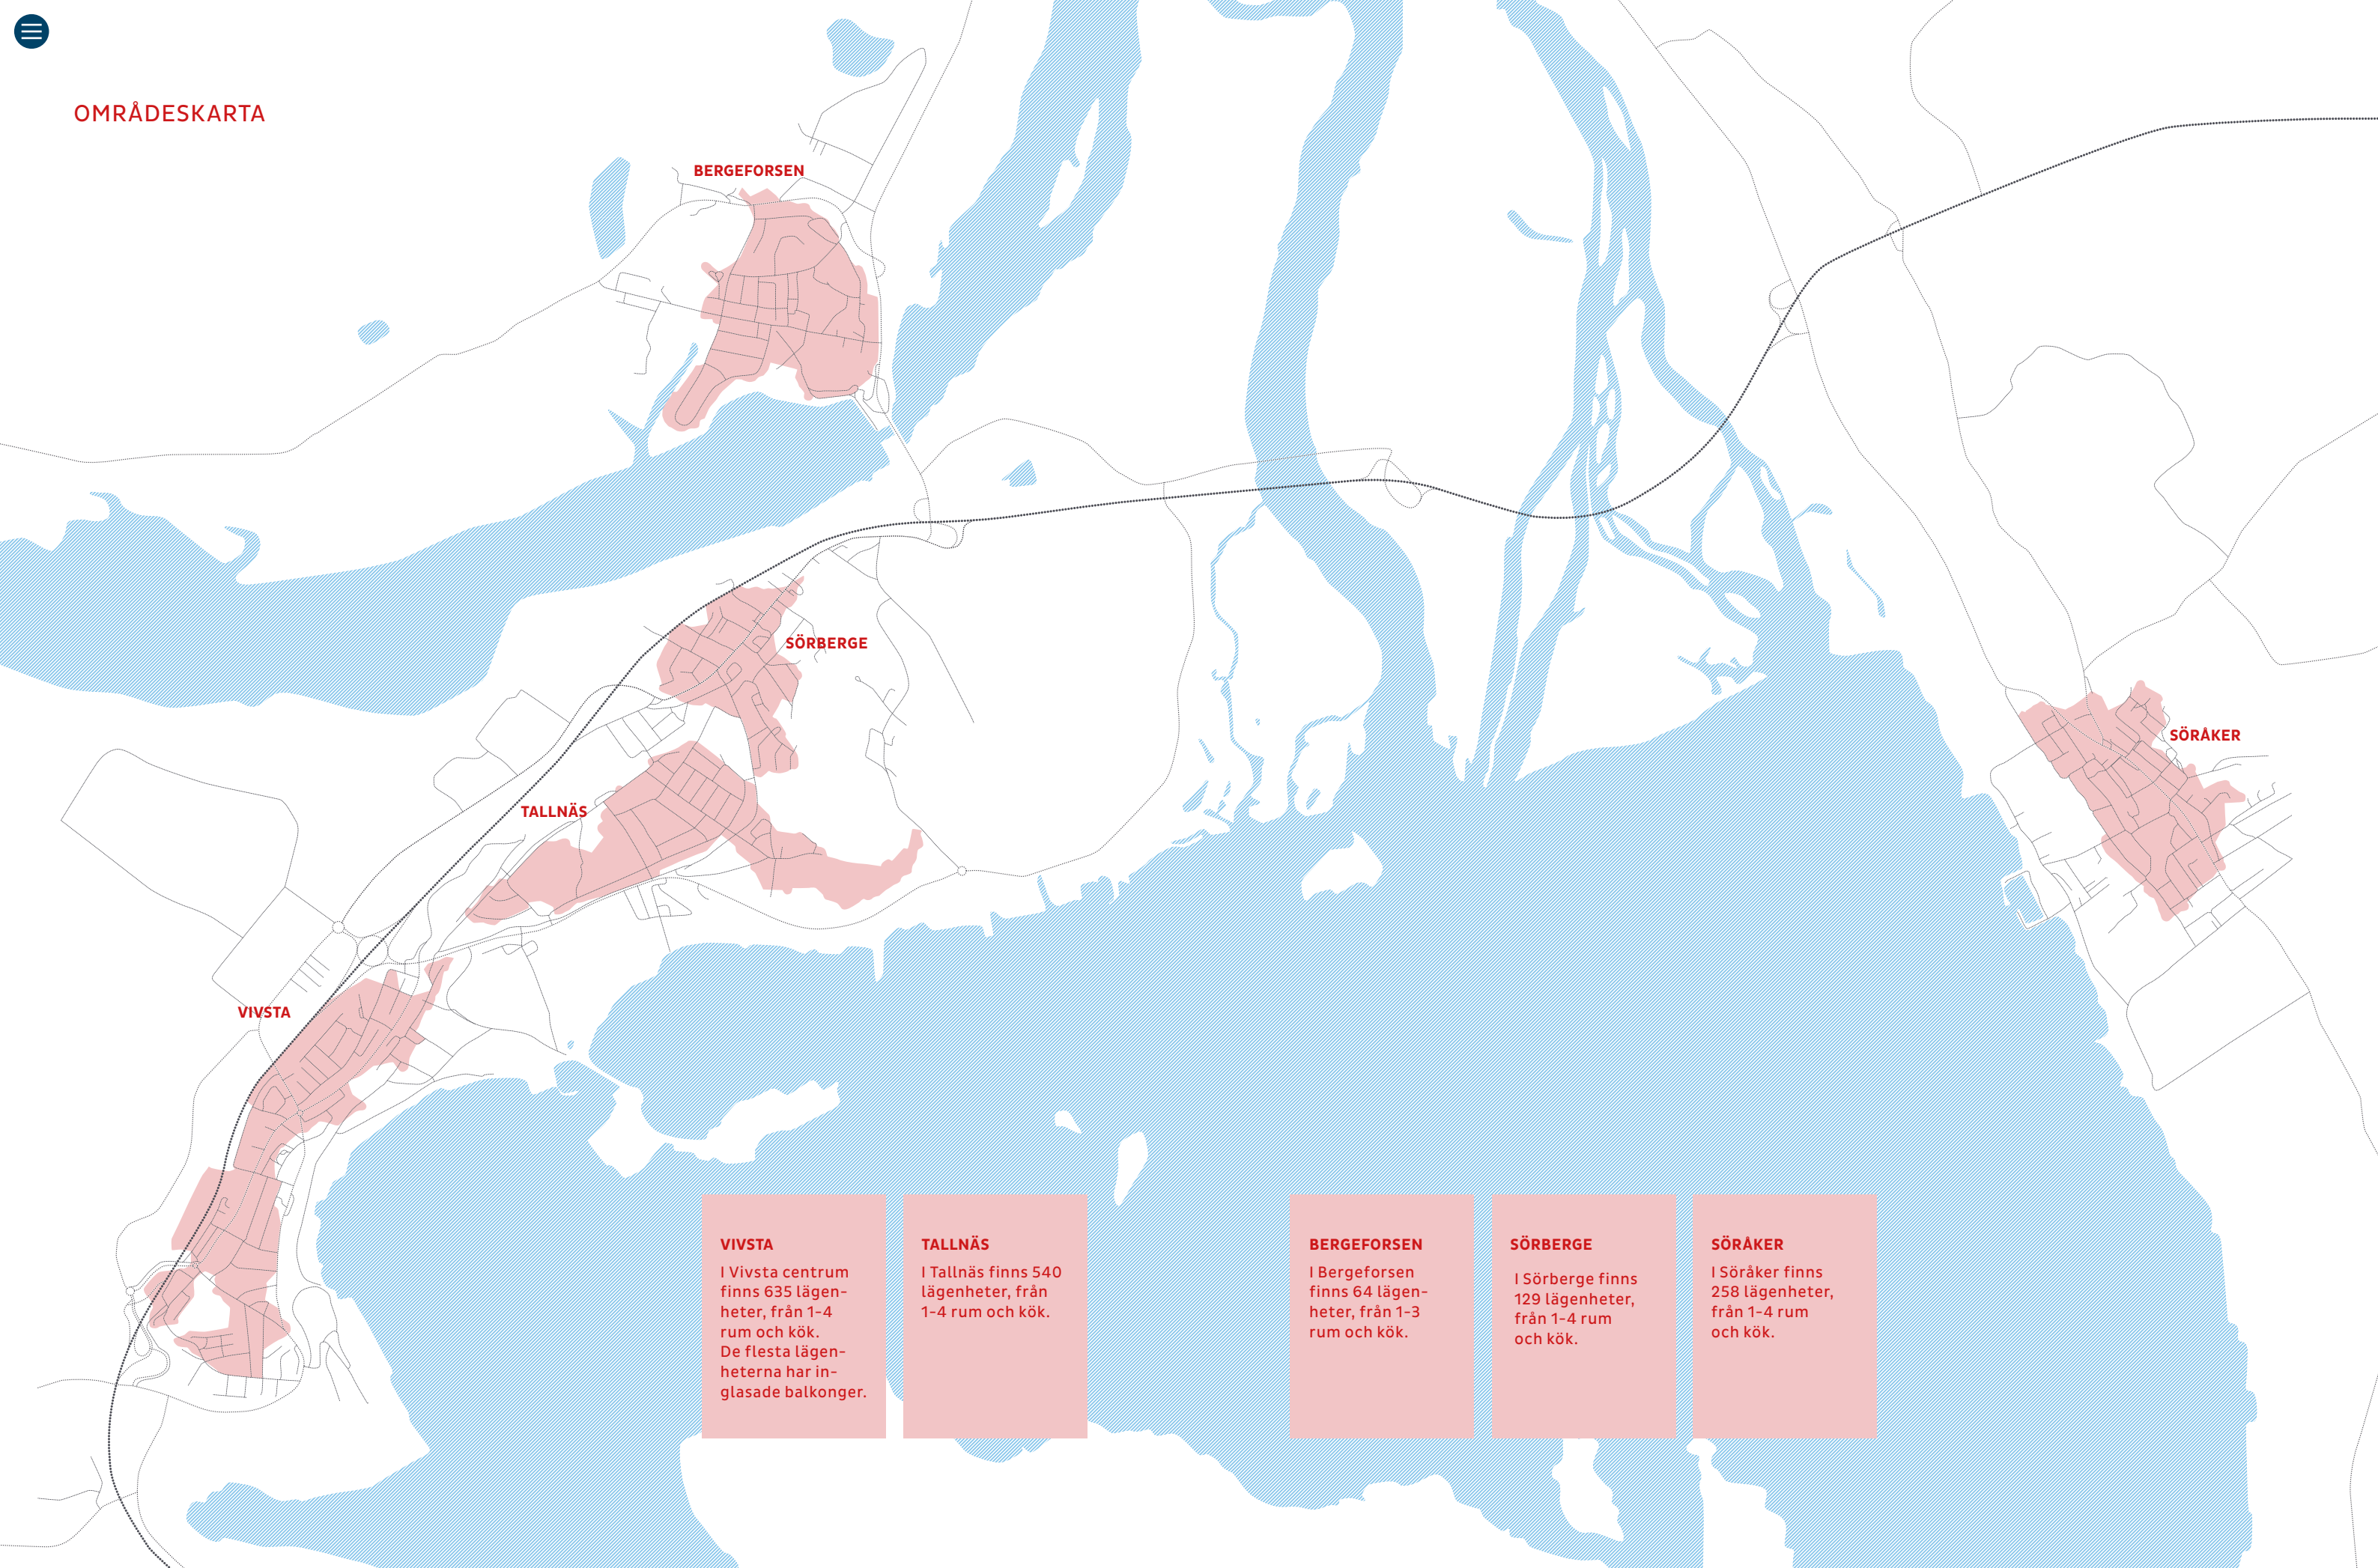 OMRÅDESKARTA
BERGEFORSEN
SÖRBERGE
SÖRÅKER
TALLNÄS
VIVSTA
VIVSTA
I Vivsta centrum
finns 635 lägen-
heter, från 1-4
rum och kök.
De flesta lägen-
heterna har in-
glasade balkonger.
TALLNÄS
I Tallnäs finns 540
lägenheter, från
1-4 rum och kök.
BERGEFORSEN
I Bergeforsen
finns 64 lägen-
heter, från 1-3
rum och kök.
SÖRBERGE
I Sörberge finns
129 lägenheter,
från 1-4 rum
och kök.
SÖRÅKER
I Söråker finns
258 lägenheter,
från 1-4 rum
och kök.